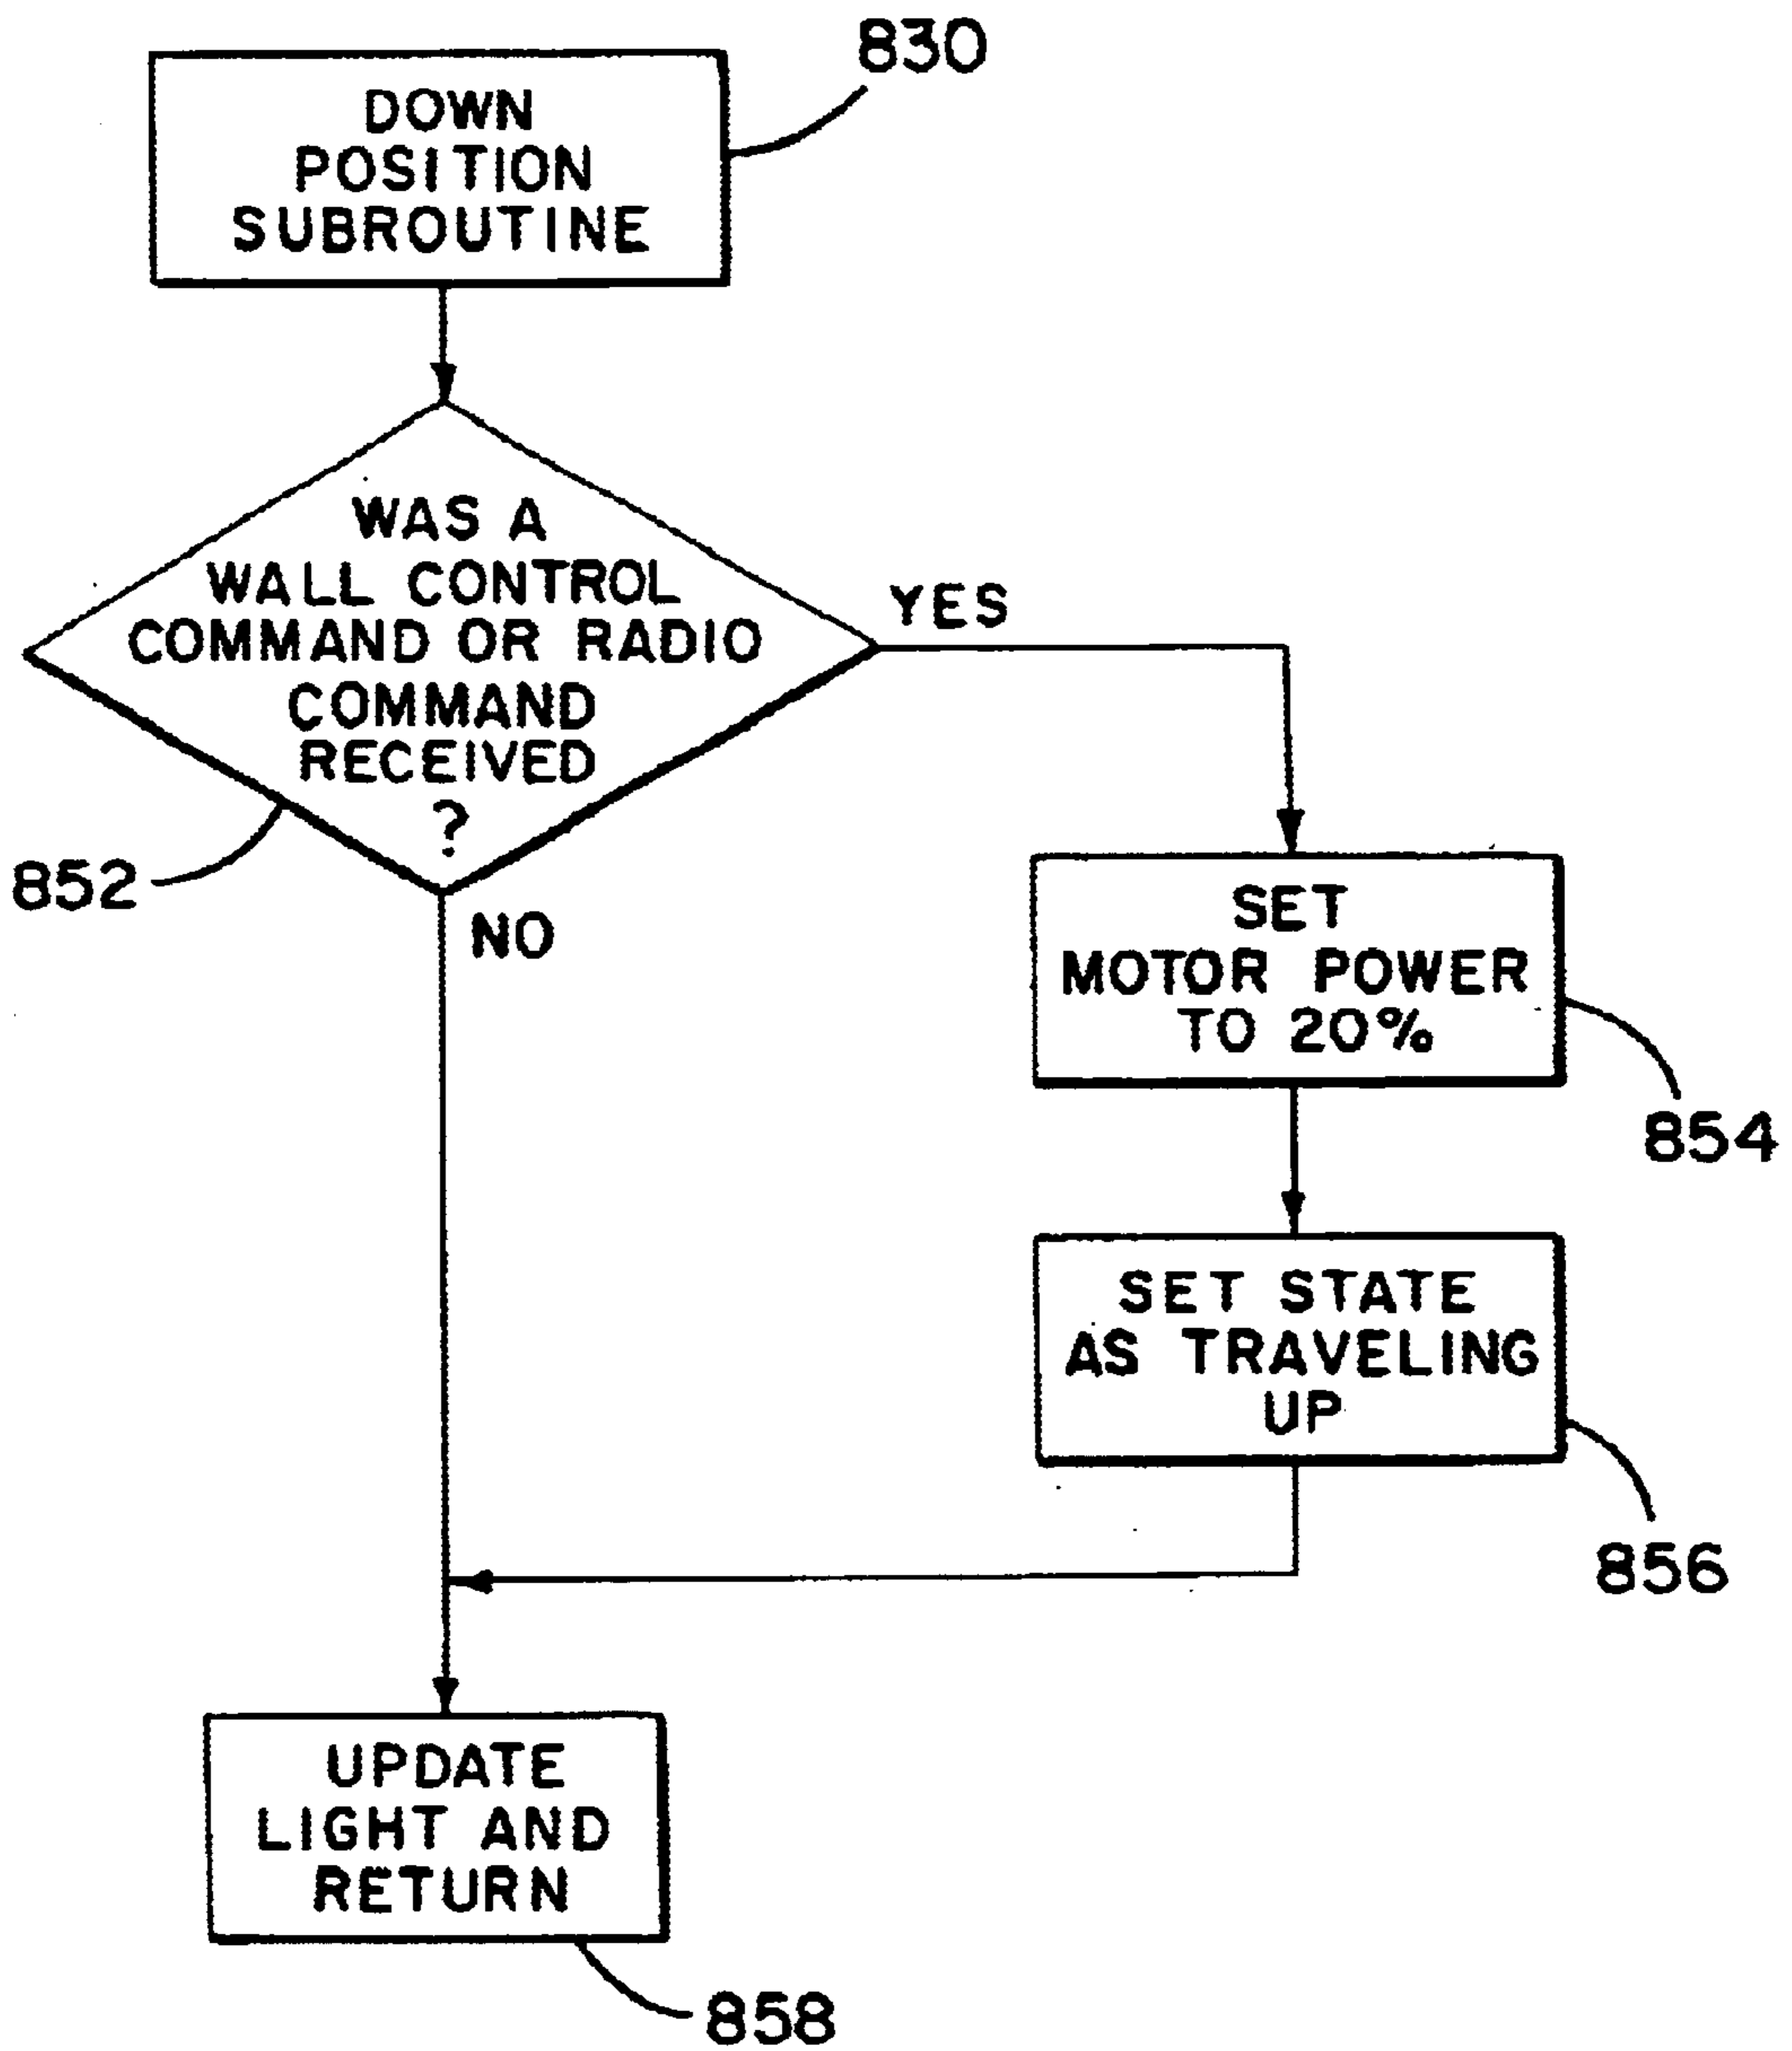 830
DOWN
POSITION
SUBROUTINE
WAS A
WALL CONTROL
COMMAND OR RADIO
COMMAND
RECEIVED
?
YES
852
NO
SET
MOTOR POWER
TO 20%
854
SET STATE
AS TRAVELING
UP
856
UPDATE
LIGHT AND
RETURN
858